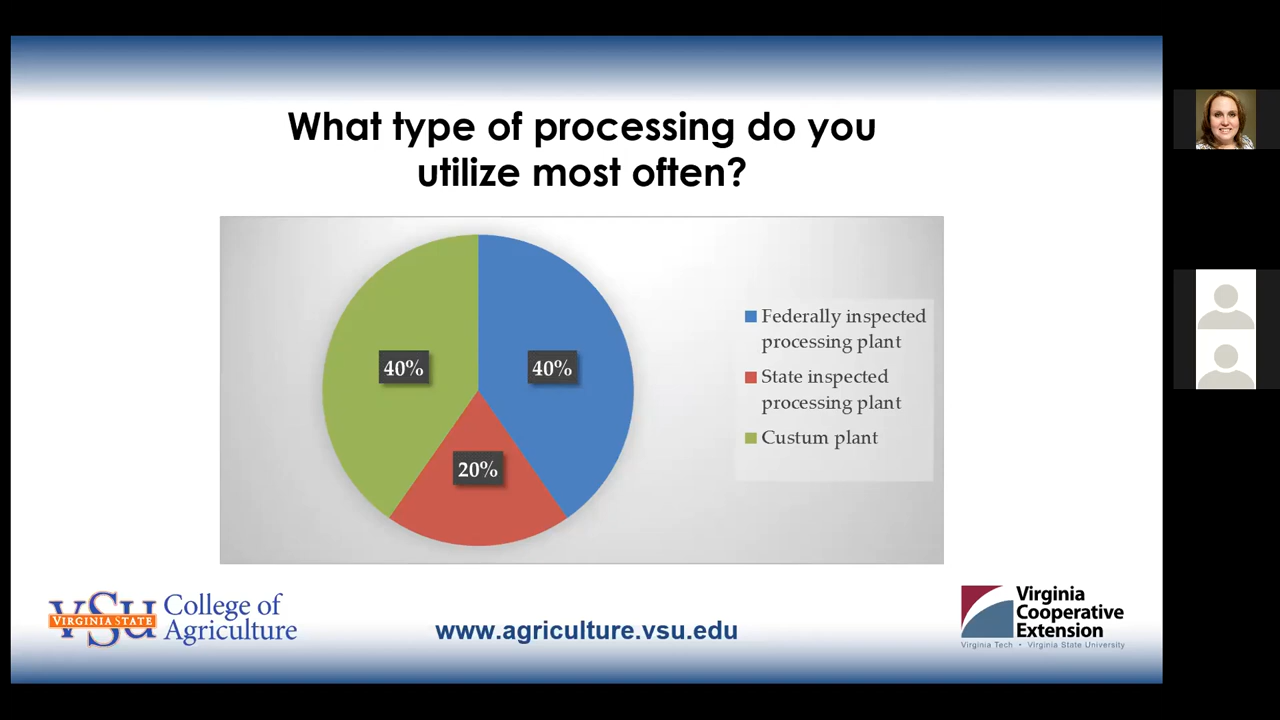 What type of processing do you
utilize most often?
40%
40%
20%
Federally inspected
processing plant
State inspected
processing plant
Custum plant
VSU
VIRGINIA STATE
College of
Agriculture
www.agriculture.vsu.edu
Virginia
Cooperative
Extension
Virginia Tech • Virginia State University